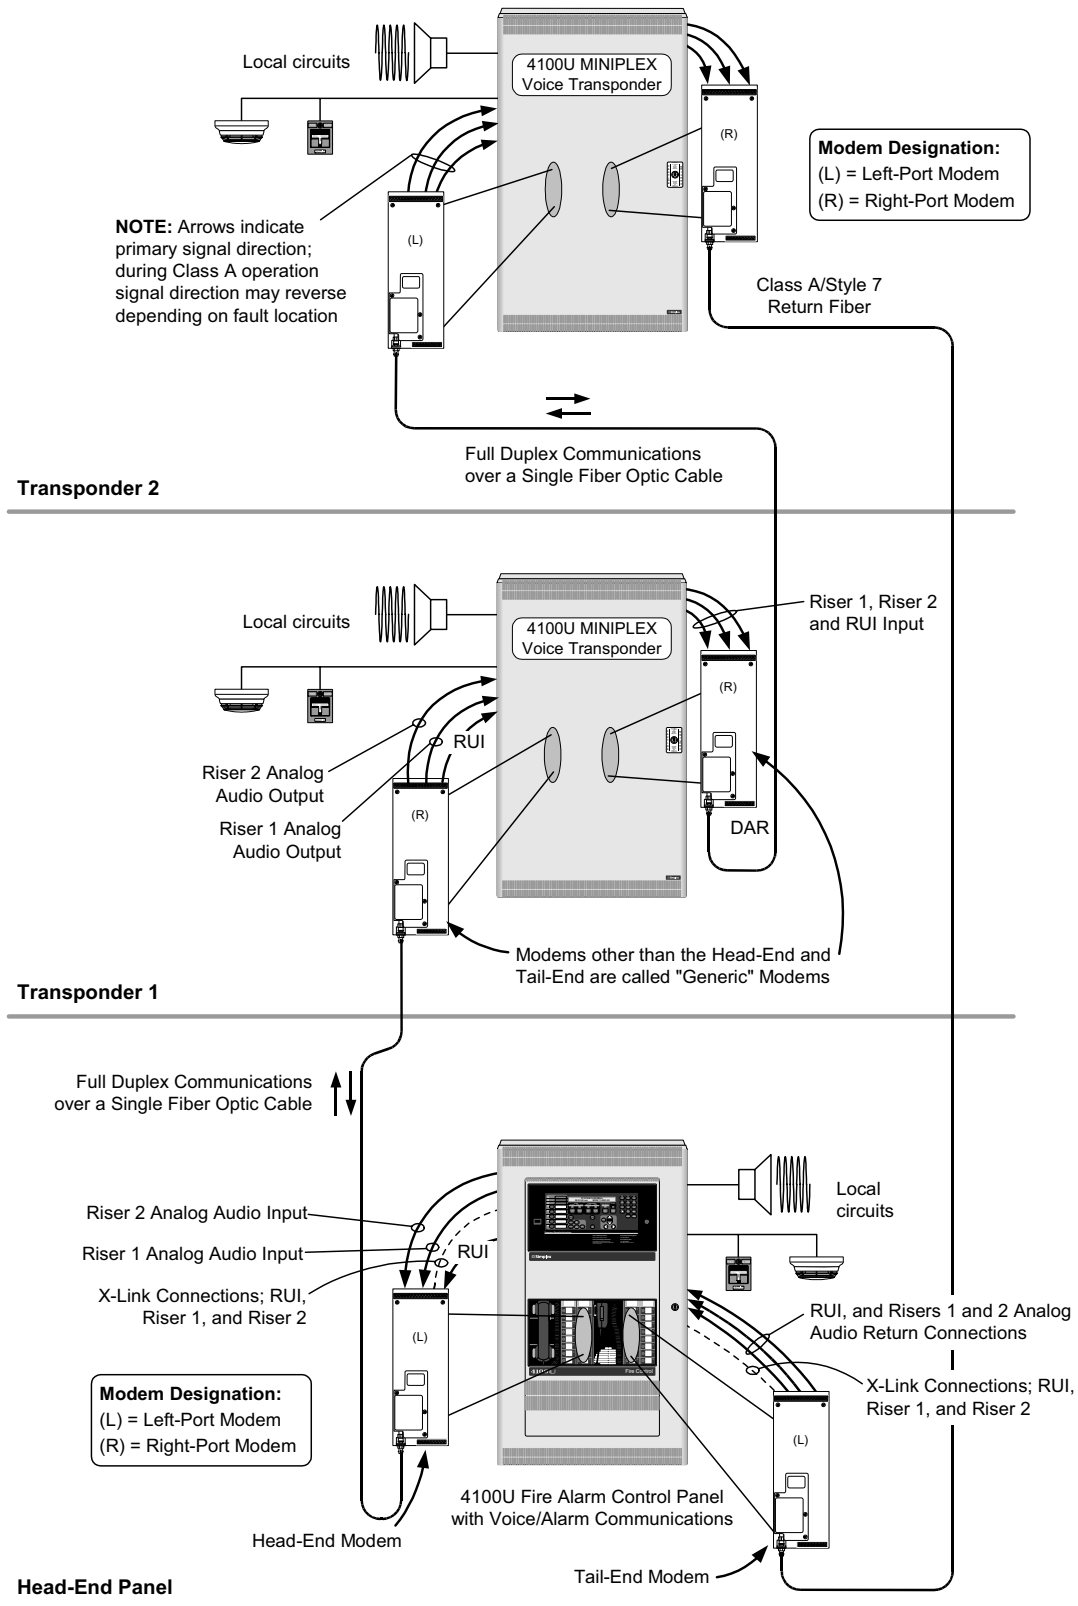 4100U MINIPLEX
Voice Transponder
Local circuits
(R)
Modem Designation:
(L) = Left-Port Modem
(R) = Right-Port Modem
NOTE: Arrows indicate
primary signal direction;
during Class A operation
signal direction may reverse
depending on fault location
(L)
Class A/Style 7
Return Fiber
Full Duplex Communications
over a Single Fiber Optic Cable
Transponder 2
Riser 1, Riser 2
and RUI Input
Local circuits
4100U MINIPLEX
Voice Transponder
(R)
RUI
Riser 2 Analog
Audio Output
Riser 1 Analog
Audio Output
(R)
DAR
Modems other than the Head-End and
Tail-End are called "Generic" Modems
Transponder 1
Full Duplex Communications
over a Single Fiber Optic Cable
Local
circuits
Riser 2 Analog Audio Input
Riser 1 Analog Audio Input
RUI
X-Link Connections; RUI,
Riser 1, and Riser 2
Simplex
RUI, and Risers 1 and 2 Analog
Audio Return Connections
(L)
4100U
Fire Control
X-Link Connections; RUI,
Riser 1, and Riser 2
Modem Designation:
(L) = Left-Port Modem
(R) = Right-Port Modem
(L)
4100U Fire Alarm Control Panel
with Voice/Alarm Communications
Head-End Modem
Tail-End Modem
Head-End Panel